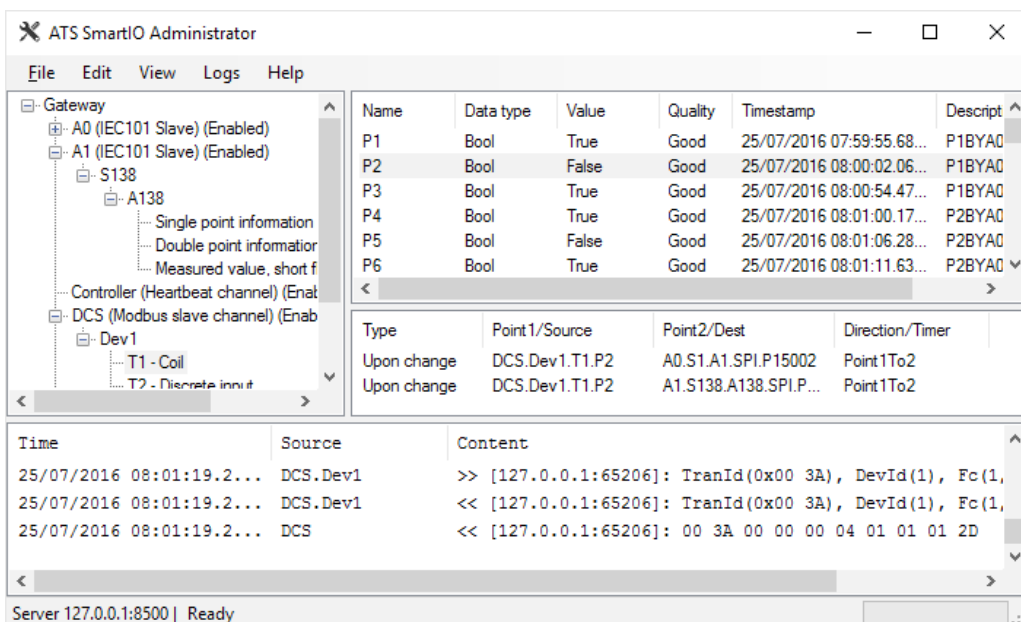 ATS SmartIO Administrator
File Edit View Logs Help
Gateway
A0 (IEC101 Slave) (Enabled)
A1 (IEC101 Slave) (Enabled)
S138
A138
Single point information
Double point information
Measured value, short f
Controller (Heartbeat channel) (Enat
DCS (Modbus slave channel) (Enab
Dev1
T1 - Coil
T2 - Discrete input
Name Data type Value Quality Timestamp Descript
P1 Bool True Good 25/07/2016 07:59:55.68... P1BYA0
P2 Bool False Good 25/07/2016 08:00:02.06... P1BYA0
P3 Bool True Good 25/07/2016 08:00:54.47... P1BYA0
P4 Bool True Good 25/07/2016 08:01:00.17... P2BYA0
P5 Bool False Good 25/07/2016 08:01:06.28... P2BYA0
P6 Bool True Good 25/07/2016 08:01:11.63... P2BYA0
Type Point1/Source Point2/Dest Direction/Timer
Upon change DCS.Dev1.T1.P2 A0.S1.A1.SPI.P15002 Point1To2
Upon change DCS.Dev1.T1.P2 A1.S138.A138.SPI.P... Point1To2
Time Source Content
25/07/2016 08:01:19.2... DCS.Dev1 >> [127.0.0.1:65206]: TranId(0x00 3A), DevId(1), Fc(1,
25/07/2016 08:01:19.2... DCS.Dev1 << [127.0.0.1:65206]: TranId(0x00 3A), DevId(1), Fc(1,
25/07/2016 08:01:19.2... DCS << [127.0.0.1:65206]: 00 3A 00 00 00 04 01 01 01 2D
Server 127.0.0.1:8500 | Ready